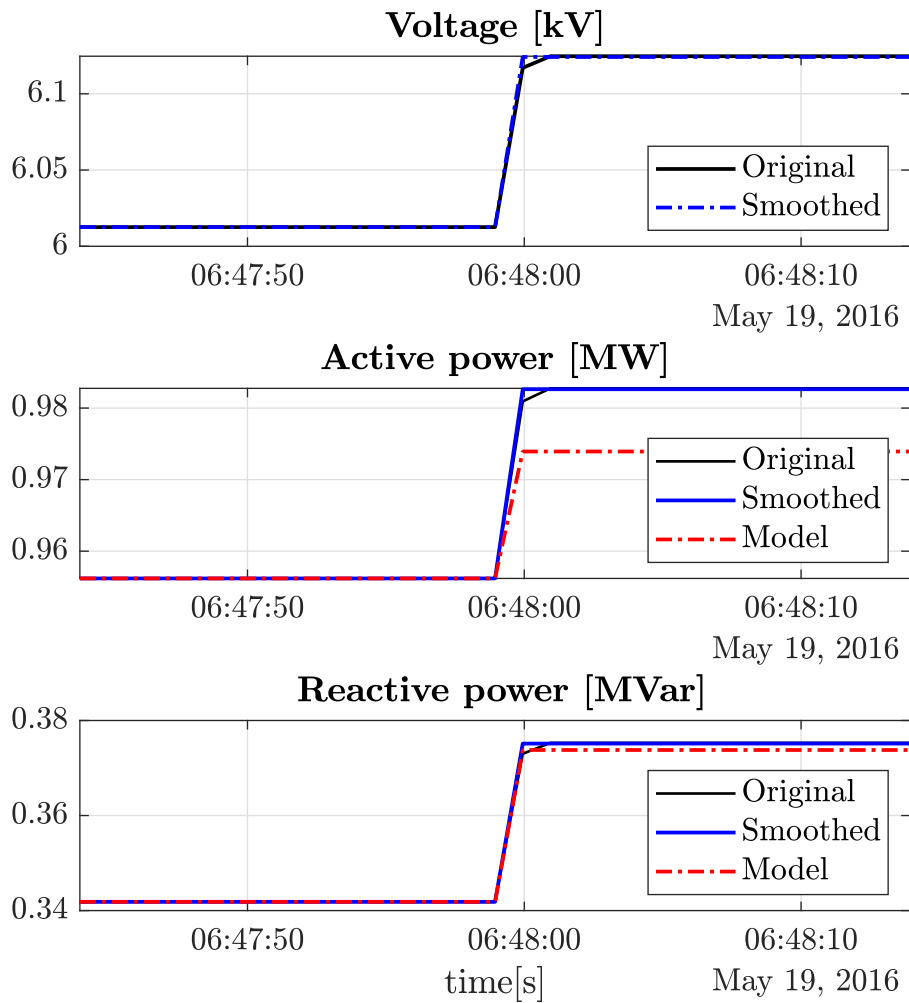 Voltage [kV]
6.1
6.05
6
Original
Smoothed
06:47:50 06:48:00 06:48:10
May 19, 2016
Active power [MW]
0.98
0.97
0.96
Original
Smoothed
Model
06:47:50 06:48:00 06:48:10
May 19, 2016
Reactive power [MVar]
0.38
0.36
0.34
Original
Smoothed
Model
06:47:50 06:48:00 06:48:10
time[s]
May 19, 2016